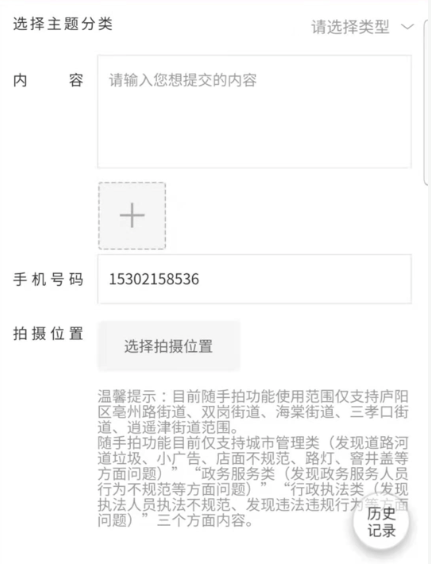 选择主题分类 请选择类型
内 容 请输入您想提交的内容
手机号码 15302158536
拍摄位置 选择拍摄位置
温馨提示：目前随手拍功能使用范围仅支持庐阳
区亳州路街道、双岗街道、海棠街道、三孝口街
道、逍遥津街道范围。
随手拍功能目前仅支持城市管理类（发现道路河
道垃圾、小广告、店面不规范、路灯、窨井盖等
方面问题）”“政务服务类（发现政务服务人员
行为不规范等方面问题）”“行政执法类（发现
执法人员执法不规范、发现违法违规行为等方面
问题）”三个方面内容。
历史
记录